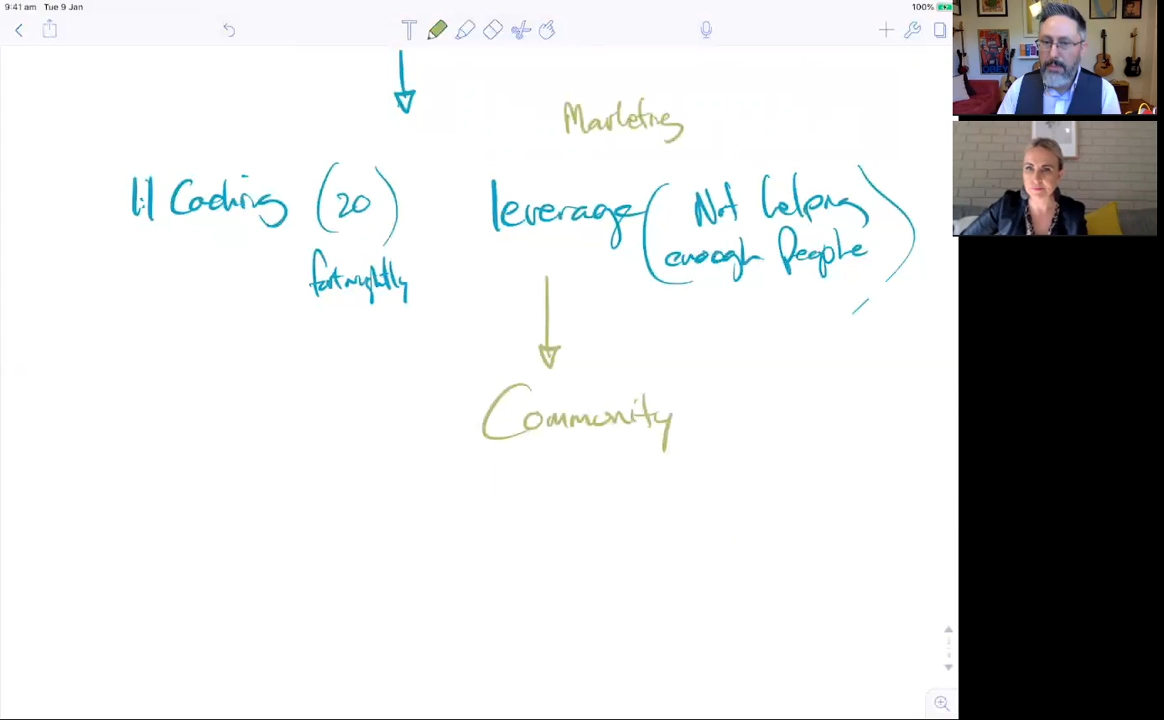 9:41 am Tue 9 Jan
100%
T
Marketing
1:1 Coaching (20)
fortnightly
leverage (Not helping
enough People)
Community
OBEY